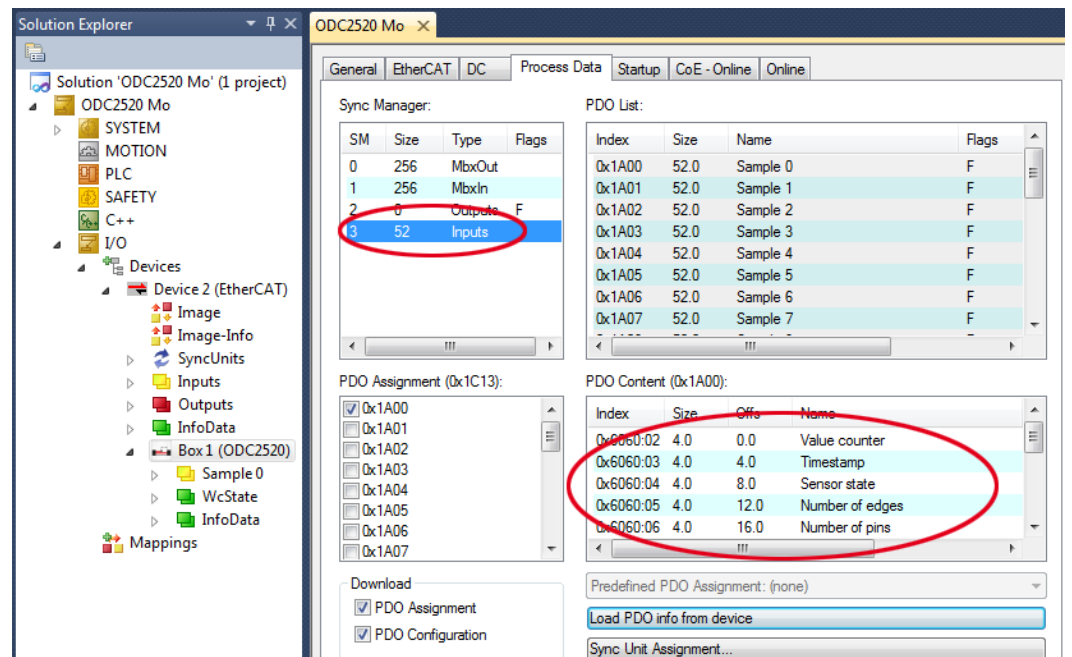 Solution Explorer
Solution 'ODC2520 Mo' (1 project)
ODC2520 Mo
SYSTEM
MOTION
PLC
SAFETY
C++
I/O
Devices
Device 2 (EtherCAT)
Image
Image-Info
SyncUnits
Inputs
Outputs
InfoData
Box 1 (ODC2520)
Sample 0
WcState
InfoData
Mappings
ODC2520 Mo
General EtherCAT DC Process Data Startup CoE - Online Online
Sync Manager:
SM Size Type Flags
0 256 MbxOut
1 256 MbxIn
2 0 Outputs F
3 52 Inputs
PDO List:
Index Size Name Flags
0x1A00 52.0 Sample 0 F
0x1A01 52.0 Sample 1 F
0x1A02 52.0 Sample 2 F
0x1A03 52.0 Sample 3 F
0x1A04 52.0 Sample 4 F
0x1A05 52.0 Sample 5 F
0x1A06 52.0 Sample 6 F
0x1A07 52.0 Sample 7 F
PDO Assignment (0x1C13):
0x1A00
0x1A01
0x1A02
0x1A03
0x1A04
0x1A05
0x1A06
0x1A07
PDO Content (0x1A00):
Index Size Offs Name
0x6060:02 4.0 0.0 Value counter
0x6060:03 4.0 4.0 Timestamp
0x6060:04 4.0 8.0 Sensor state
0x6060:05 4.0 12.0 Number of edges
0x6060:06 4.0 16.0 Number of pins
Download
PDO Assignment
PDO Configuration
Predefined PDO Assignment: (none)
Load PDO info from device
Sync Unit Assignment...